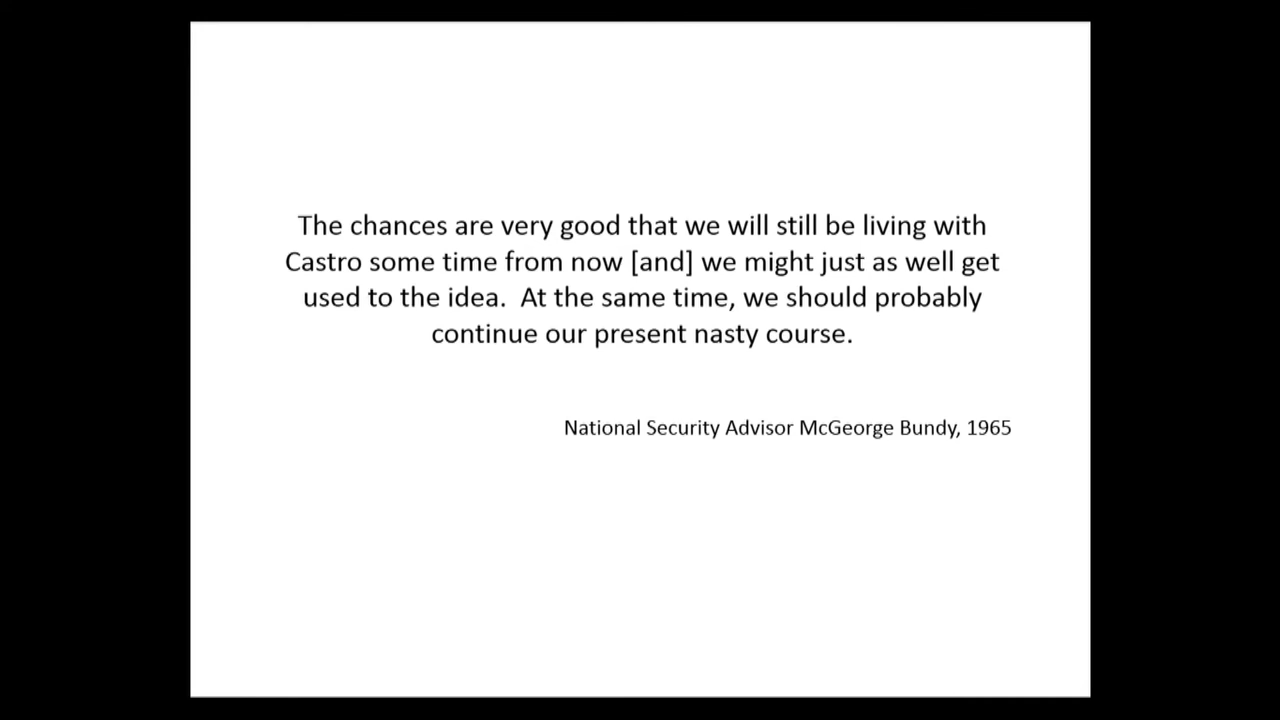 The chances are very good that we will still be living with
Castro some time from now [and] we might just as well get
used to the idea.  At the same time, we should probably
continue our present nasty course.
National Security Advisor McGeorge Bundy, 1965